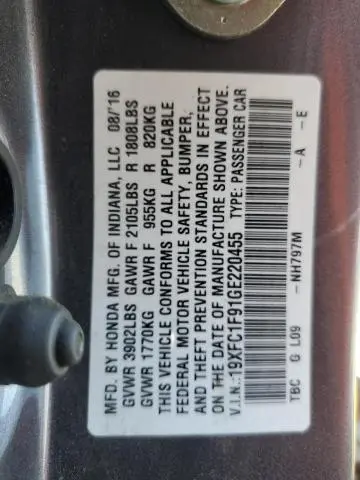 MFD. BY HONDA MFG. OF INDIANA, LLC 08/16
GVWR 3902LBS GAWR F 2105LBS R 1808LBS
GVWR 1770KG GAWR F 955KG R 820KG
THIS VEHICLE CONFORMS TO ALL APPLICABLE
FEDERAL MOTOR VEHICLE SAFETY, BUMPER,
AND THEFT PREVENTION STANDARDS IN EFFECT
ON THE DATE OF MANUFACTURE SHOWN ABOVE.
V.I.N.:19XFC1F91GE220455 TYPE: PASSENGER CAR
TBC G L09 -NH797M -A -E